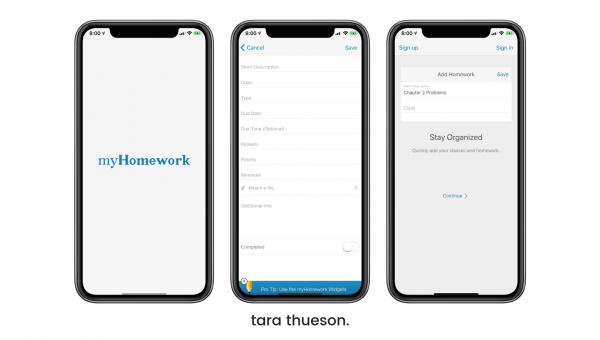 8:00
myHomework
8:00
Cancel
Save
Short Description
Class
Type
Due Date
Due Time (Optional)
Repeats
Priority
Reminder
Attach a file
Additional Info
Completed
Pro Tip: Use the myHomework Widgets
8:00
Sign up
Sign in
Add Homework
Save
Chapter 2 Problems
Class
Stay Organized
Quickly add your classes and homework.
Continue
tara thueson.